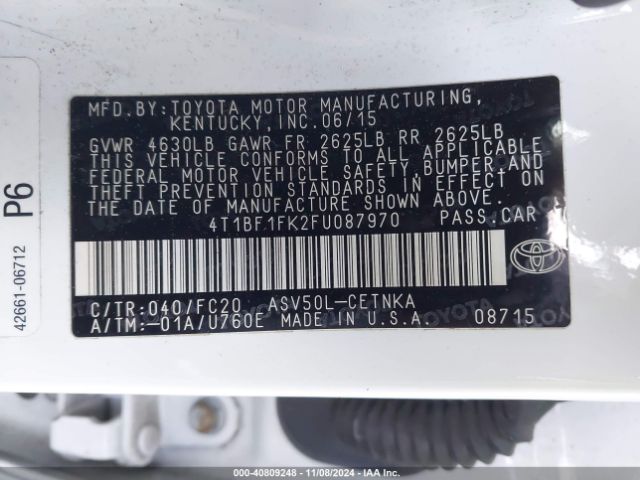 MFD.BY:TOYOTA MOTOR MANUFACTURING,
KENTUCKY,INC.06/15
GVWR 4630LB GAWR FR 2625LB RR 2625LB
THIS VEHICLE CONFORMS TO ALL APPLICABLE
FEDERAL MOTOR VEHICLE SAFETY,BUMPER,AND
THEFT PREVENTION STANDARDS IN EFFECT ON
THE DATE OF MANUFACTURE SHOWN ABOVE.
4T1BF1FK2FU087970 PASS.CAR
C/TR:040/FC20 ASV50L-CETNKA
A/TM:-01A/U760E MADE IN U.S.A. 08715
42661-06712 P6
000-40809248 - 11/08/2024 - IAA Inc.